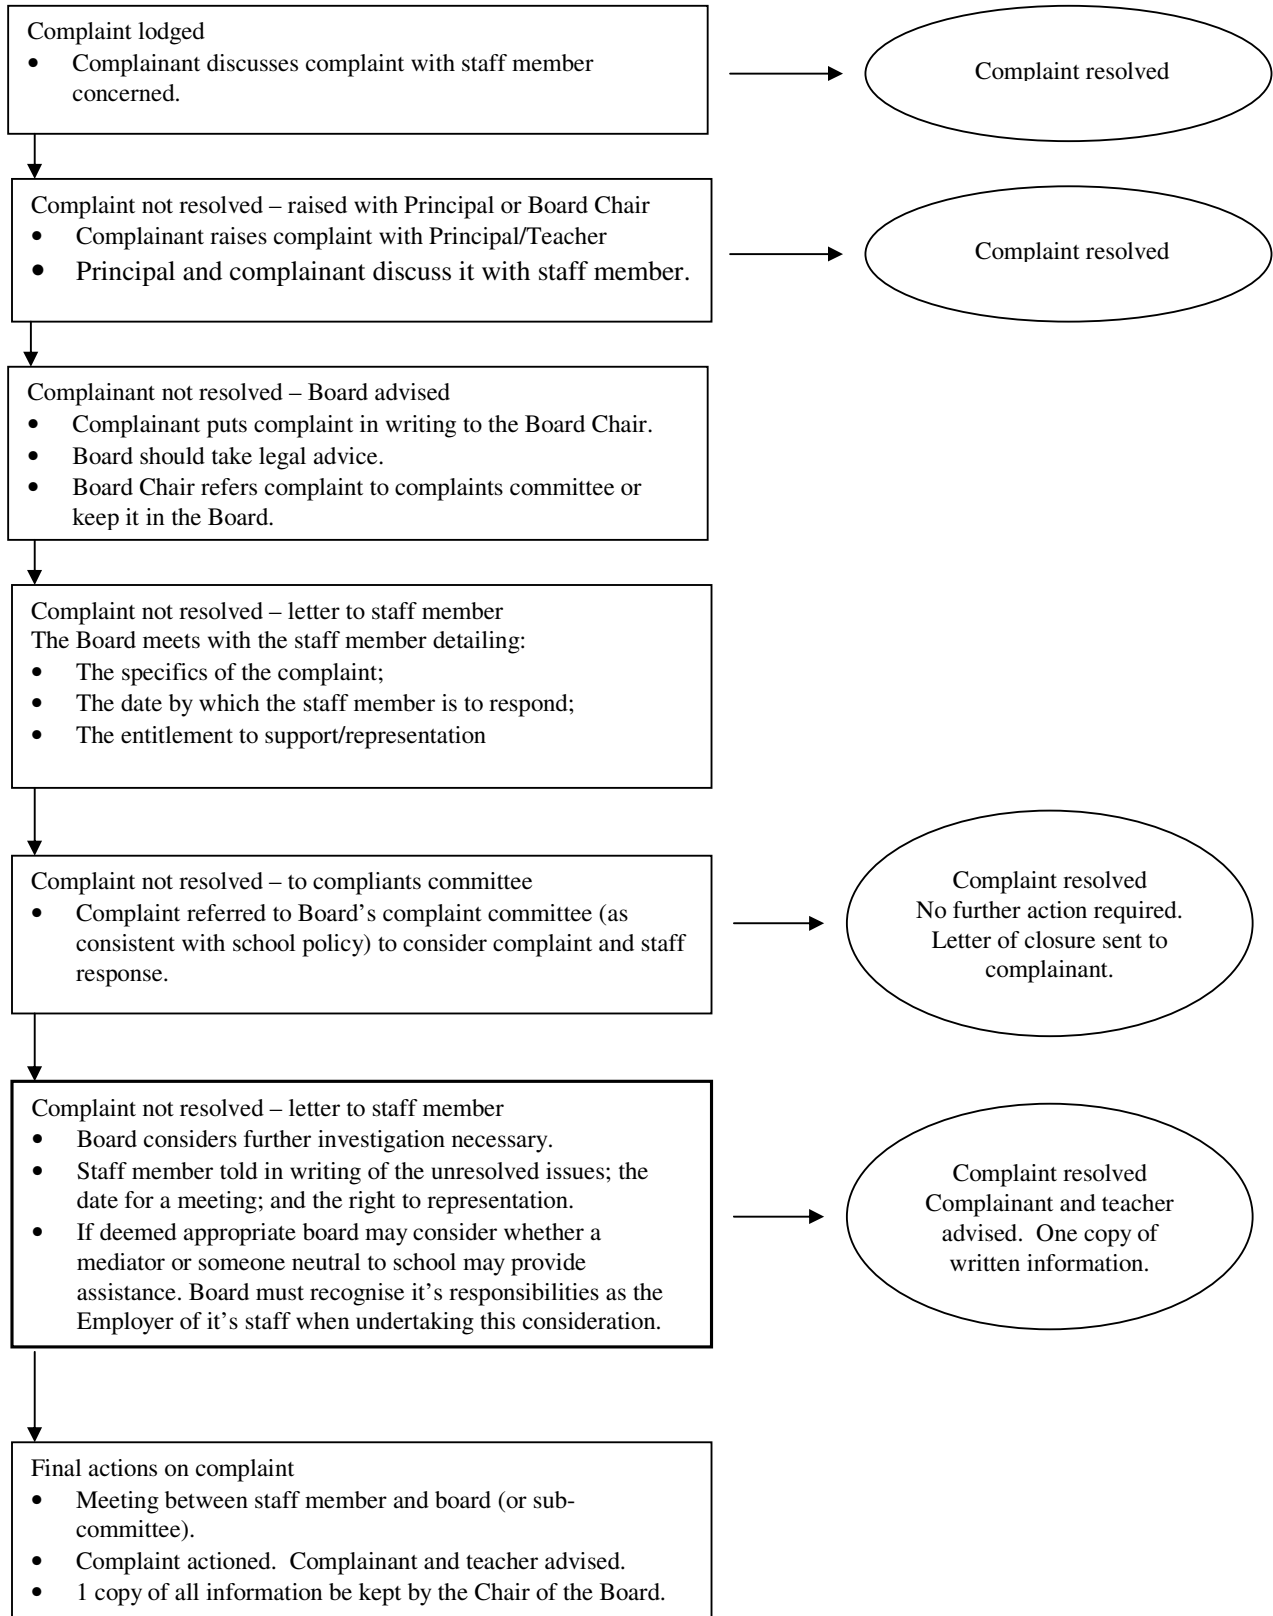 Complaint lodged
• Complainant discusses complaint with staff member
concerned.
Complaint resolved
Complaint not resolved – raised with Principal or Board Chair
• Complainant raises complaint with Principal/Teacher
• Principal and complainant discuss it with staff member.
Complaint resolved
Complainant not resolved – Board advised
• Complainant puts complaint in writing to the Board Chair.
• Board should take legal advice.
• Board Chair refers complaint to complaints committee or
keep it in the Board.
Complaint not resolved – letter to staff member
The Board meets with the staff member detailing:
• The specifics of the complaint;
• The date by which the staff member is to respond;
• The entitlement to support/representation
Complaint not resolved – to compliants committee
• Complaint referred to Board’s complaint committee (as
consistent with school policy) to consider complaint and staff
response.
Complaint resolved
No further action required.
Letter of closure sent to
complainant.
Complaint not resolved – letter to staff member
• Board considers further investigation necessary.
• Staff member told in writing of the unresolved issues; the
date for a meeting; and the right to representation.
• If deemed appropriate board may consider whether a
mediator or someone neutral to school may provide
assistance. Board must recognise it’s responsibilities as the
Employer of it’s staff when undertaking this consideration.
Complaint resolved
Complainant and teacher
advised.  One copy of
written information.
Final actions on complaint
• Meeting between staff member and board (or sub-
committee).
• Complaint actioned.  Complainant and teacher advised.
• 1 copy of all information be kept by the Chair of the Board.